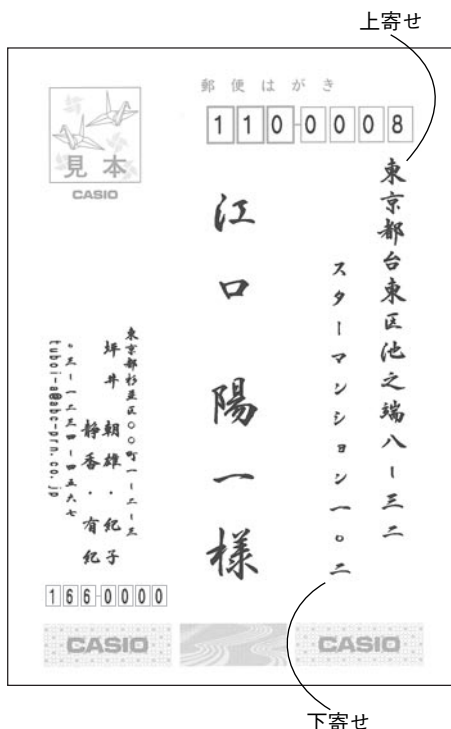 上寄せ
郵便はがき
110-0008
見本
CASIO
東京都台東区池之端八ー三二
スターマンション一〇二
江口陽一様
東京都杉並区〇〇町一ー二ー三
坪井 朝雄・紀子
静香・有紀
〇三ー一二三四ー四五六七
tuboi-a@abc-prn.co.jp
166-0000
CASIO
CASIO
下寄せ